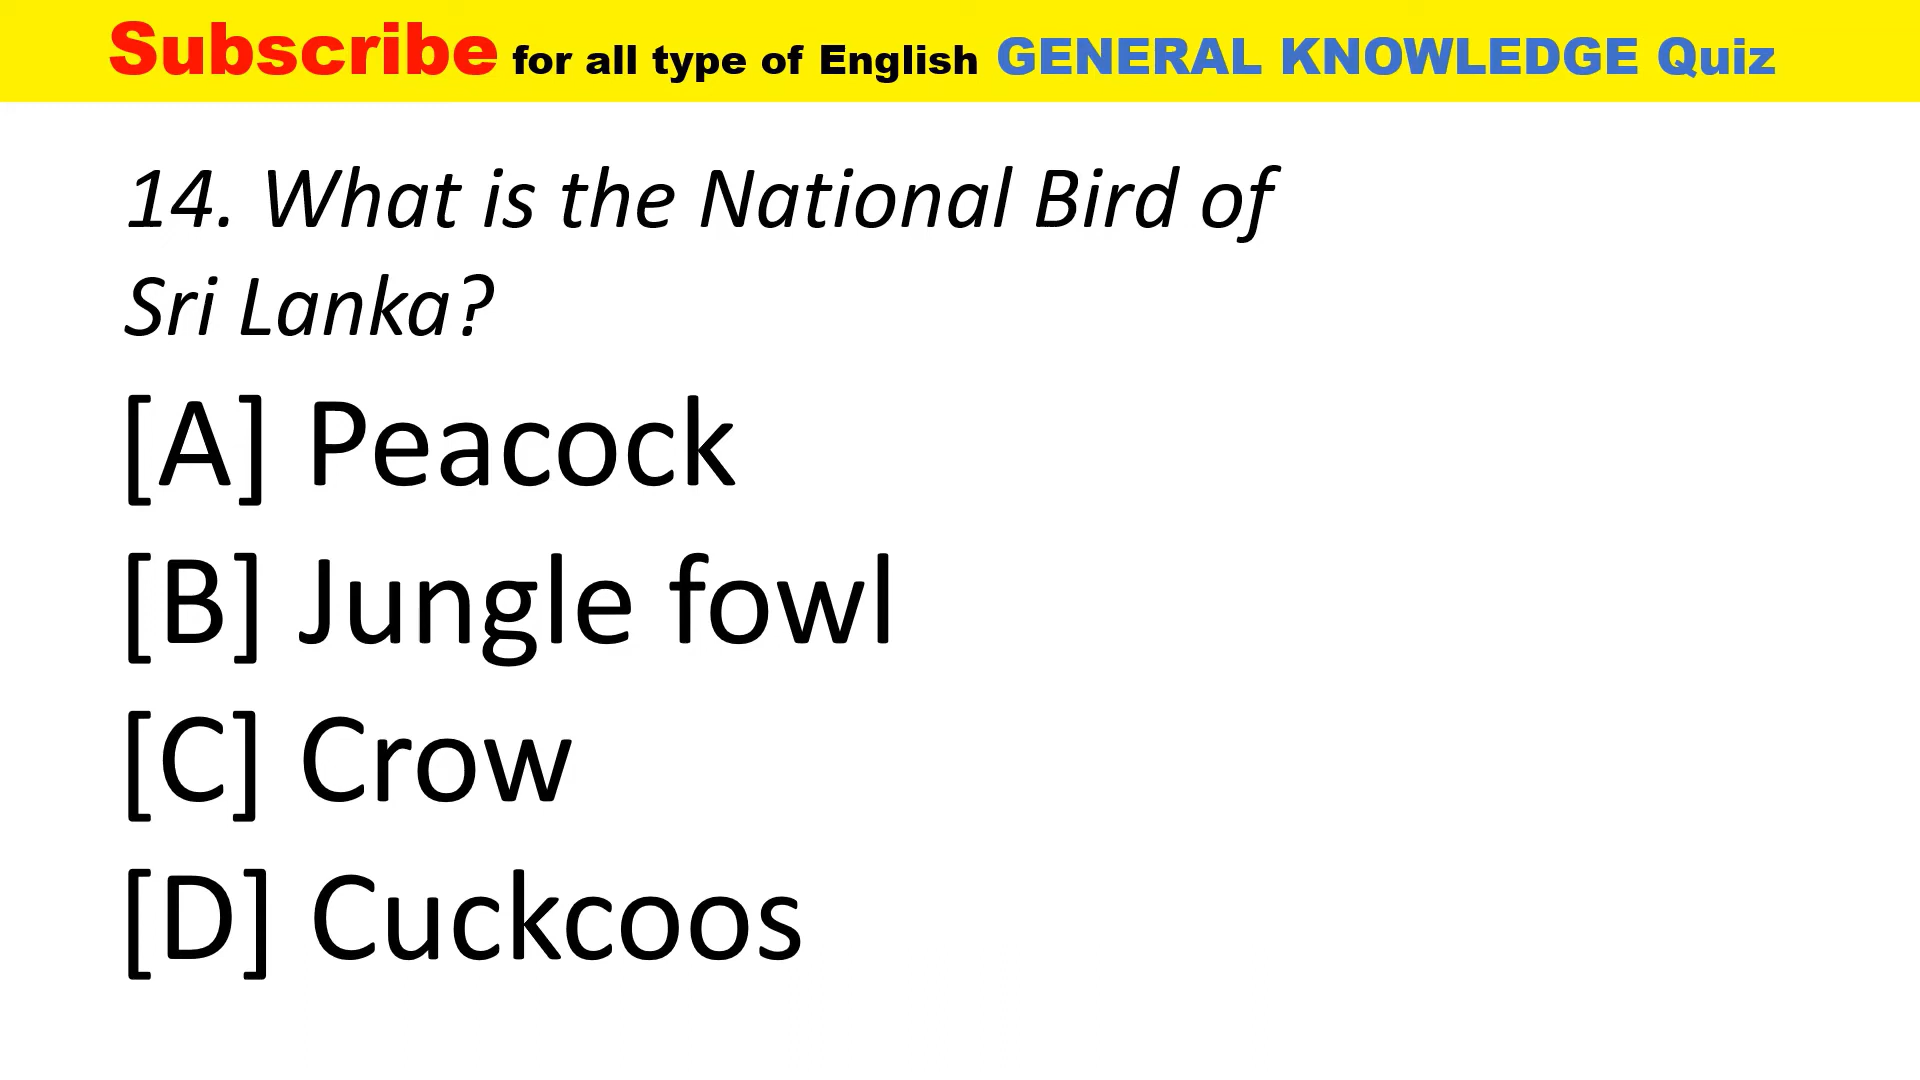 Subscribe for all type of English GENERAL KNOWLEDGE Quiz
14. What is the National Bird of
Sri Lanka?
[A] Peacock
[B] Jungle fowl
[C] Crow
[D] Cuckcoos